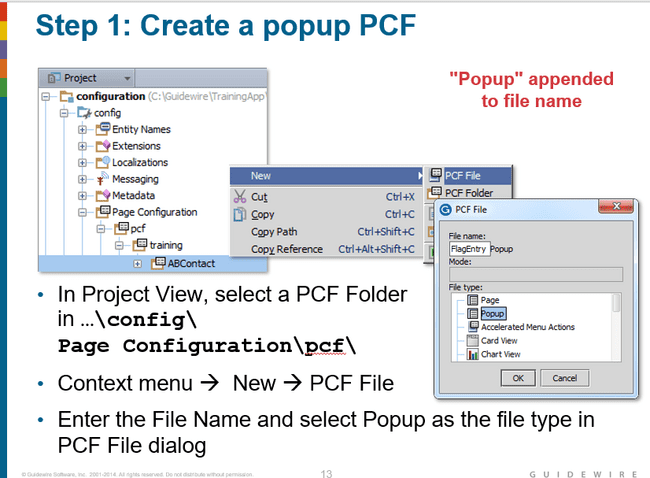 Step 1: Create a popup PCF
Project
configuration (C:\Guidewire\TrainingApp
config
Entity Names
Extensions
Localizations
Messaging
Metadata
Page Configuration
pcf
training
ABContact
"Popup" appended
to file name
New
Cut Ctrl+X
Copy Ctrl+C
Copy Path Ctrl+Shift+C
Copy Reference Ctrl+Alt+Shift+C
PCF File
PCF Folder
PCF File
File name:
FlagEntry Popup
Mode:
File type:
Page
Popup
Accelerated Menu Actions
Card View
Chart View
OK Cancel
• In Project View, select a PCF Folder
in …\config\
Page Configuration\pcf\
• Context menu → New → PCF File
• Enter the File Name and select Popup as the file type in
PCF File dialog
© Guidewire Software, Inc. 2001-2014. All rights reserved. Do not distribute without permission.
13
GUIDEWIRE